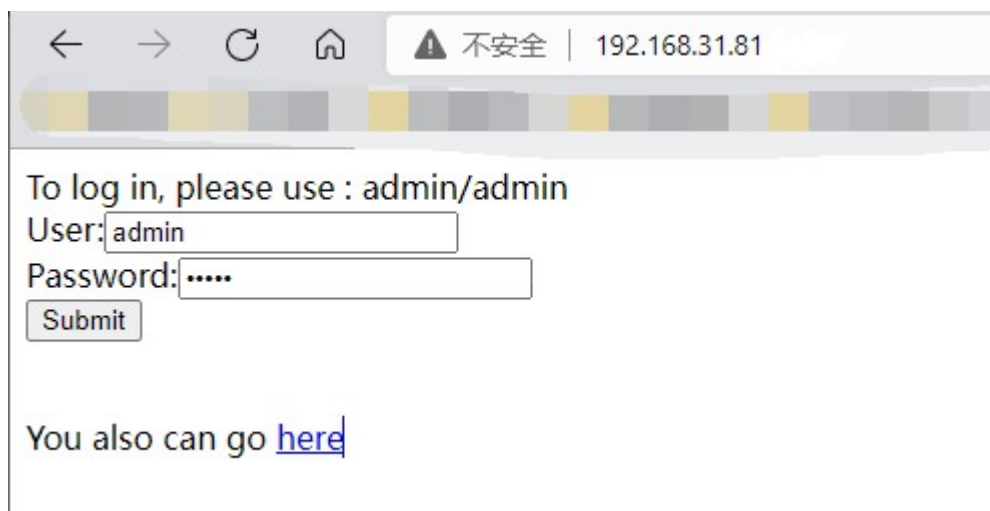 不安全 | 192.168.31.81
To log in, please use : admin/admin
User: admin
Password: •••••
Submit
You also can go here